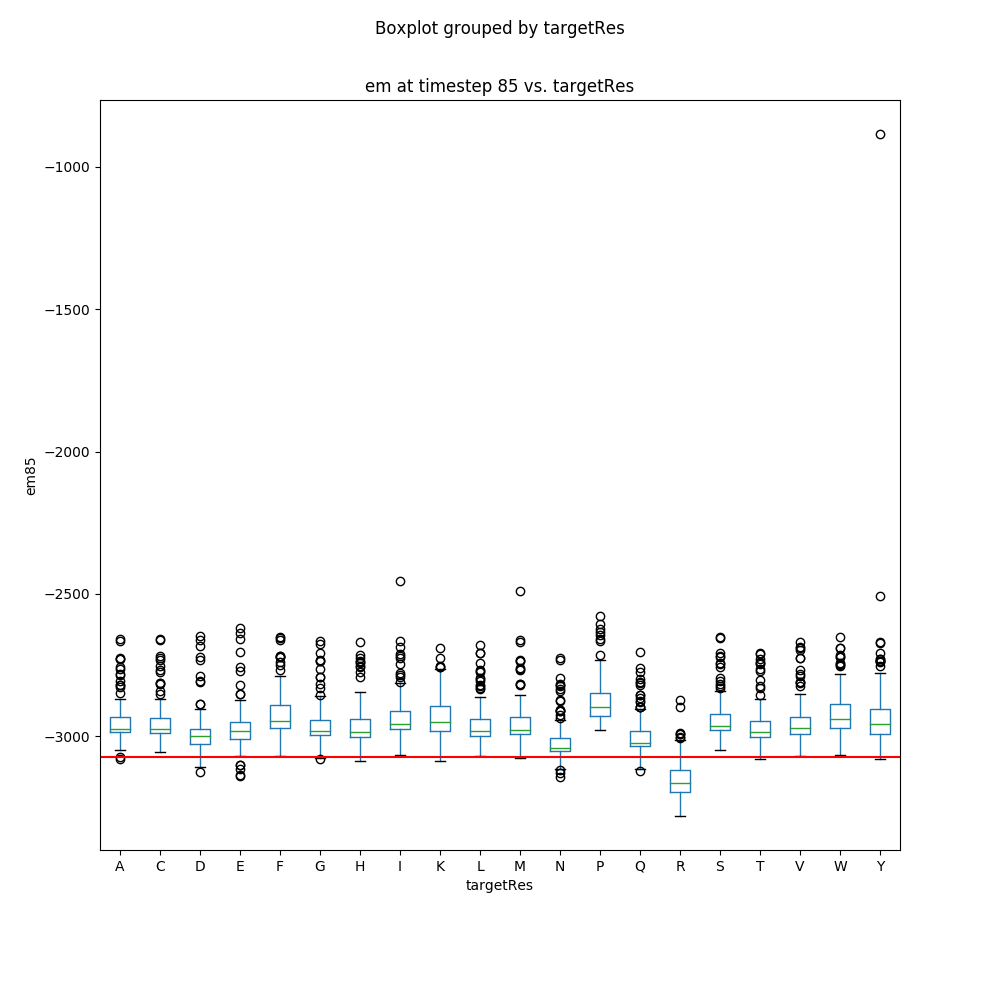 Boxplot grouped by targetRes
em at timestep 85 vs. targetRes
−1000
−1500
−2000
−2500
−3000
em85
A C D E F G H I K L M N P Q R S T V W Y
targetRes